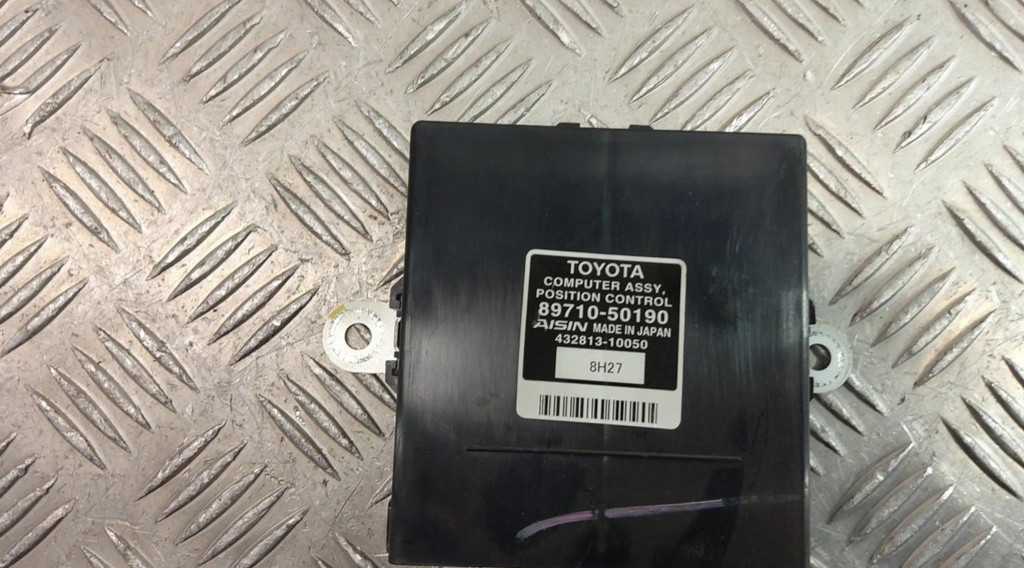 TOYOTA
COMPUTER ASSY,
POSITION CONTROL
89710-50190
AISIN MADE IN JAPAN
432813-10050
8H27